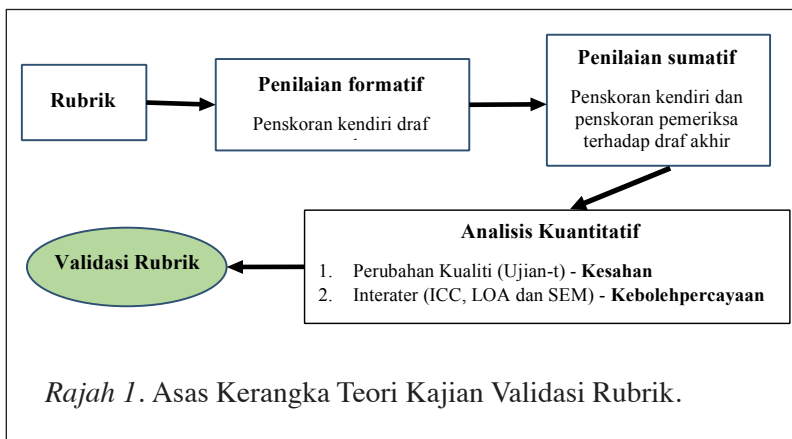 Rubrik
Penilaian formatif
Penskoran kendiri draf
Penilaian sumatif
Penskoran kendiri dan
penskoran pemeriksa
terhadap draf akhir
Analisis Kuantitatif
1. Perubahan Kualiti (Ujian-t) - Kesahan
2. Interater (ICC, LOA dan SEM) - Kebolehpercayaan
Validasi Rubrik
Rajah 1. Asas Kerangka Teori Kajian Validasi Rubrik.